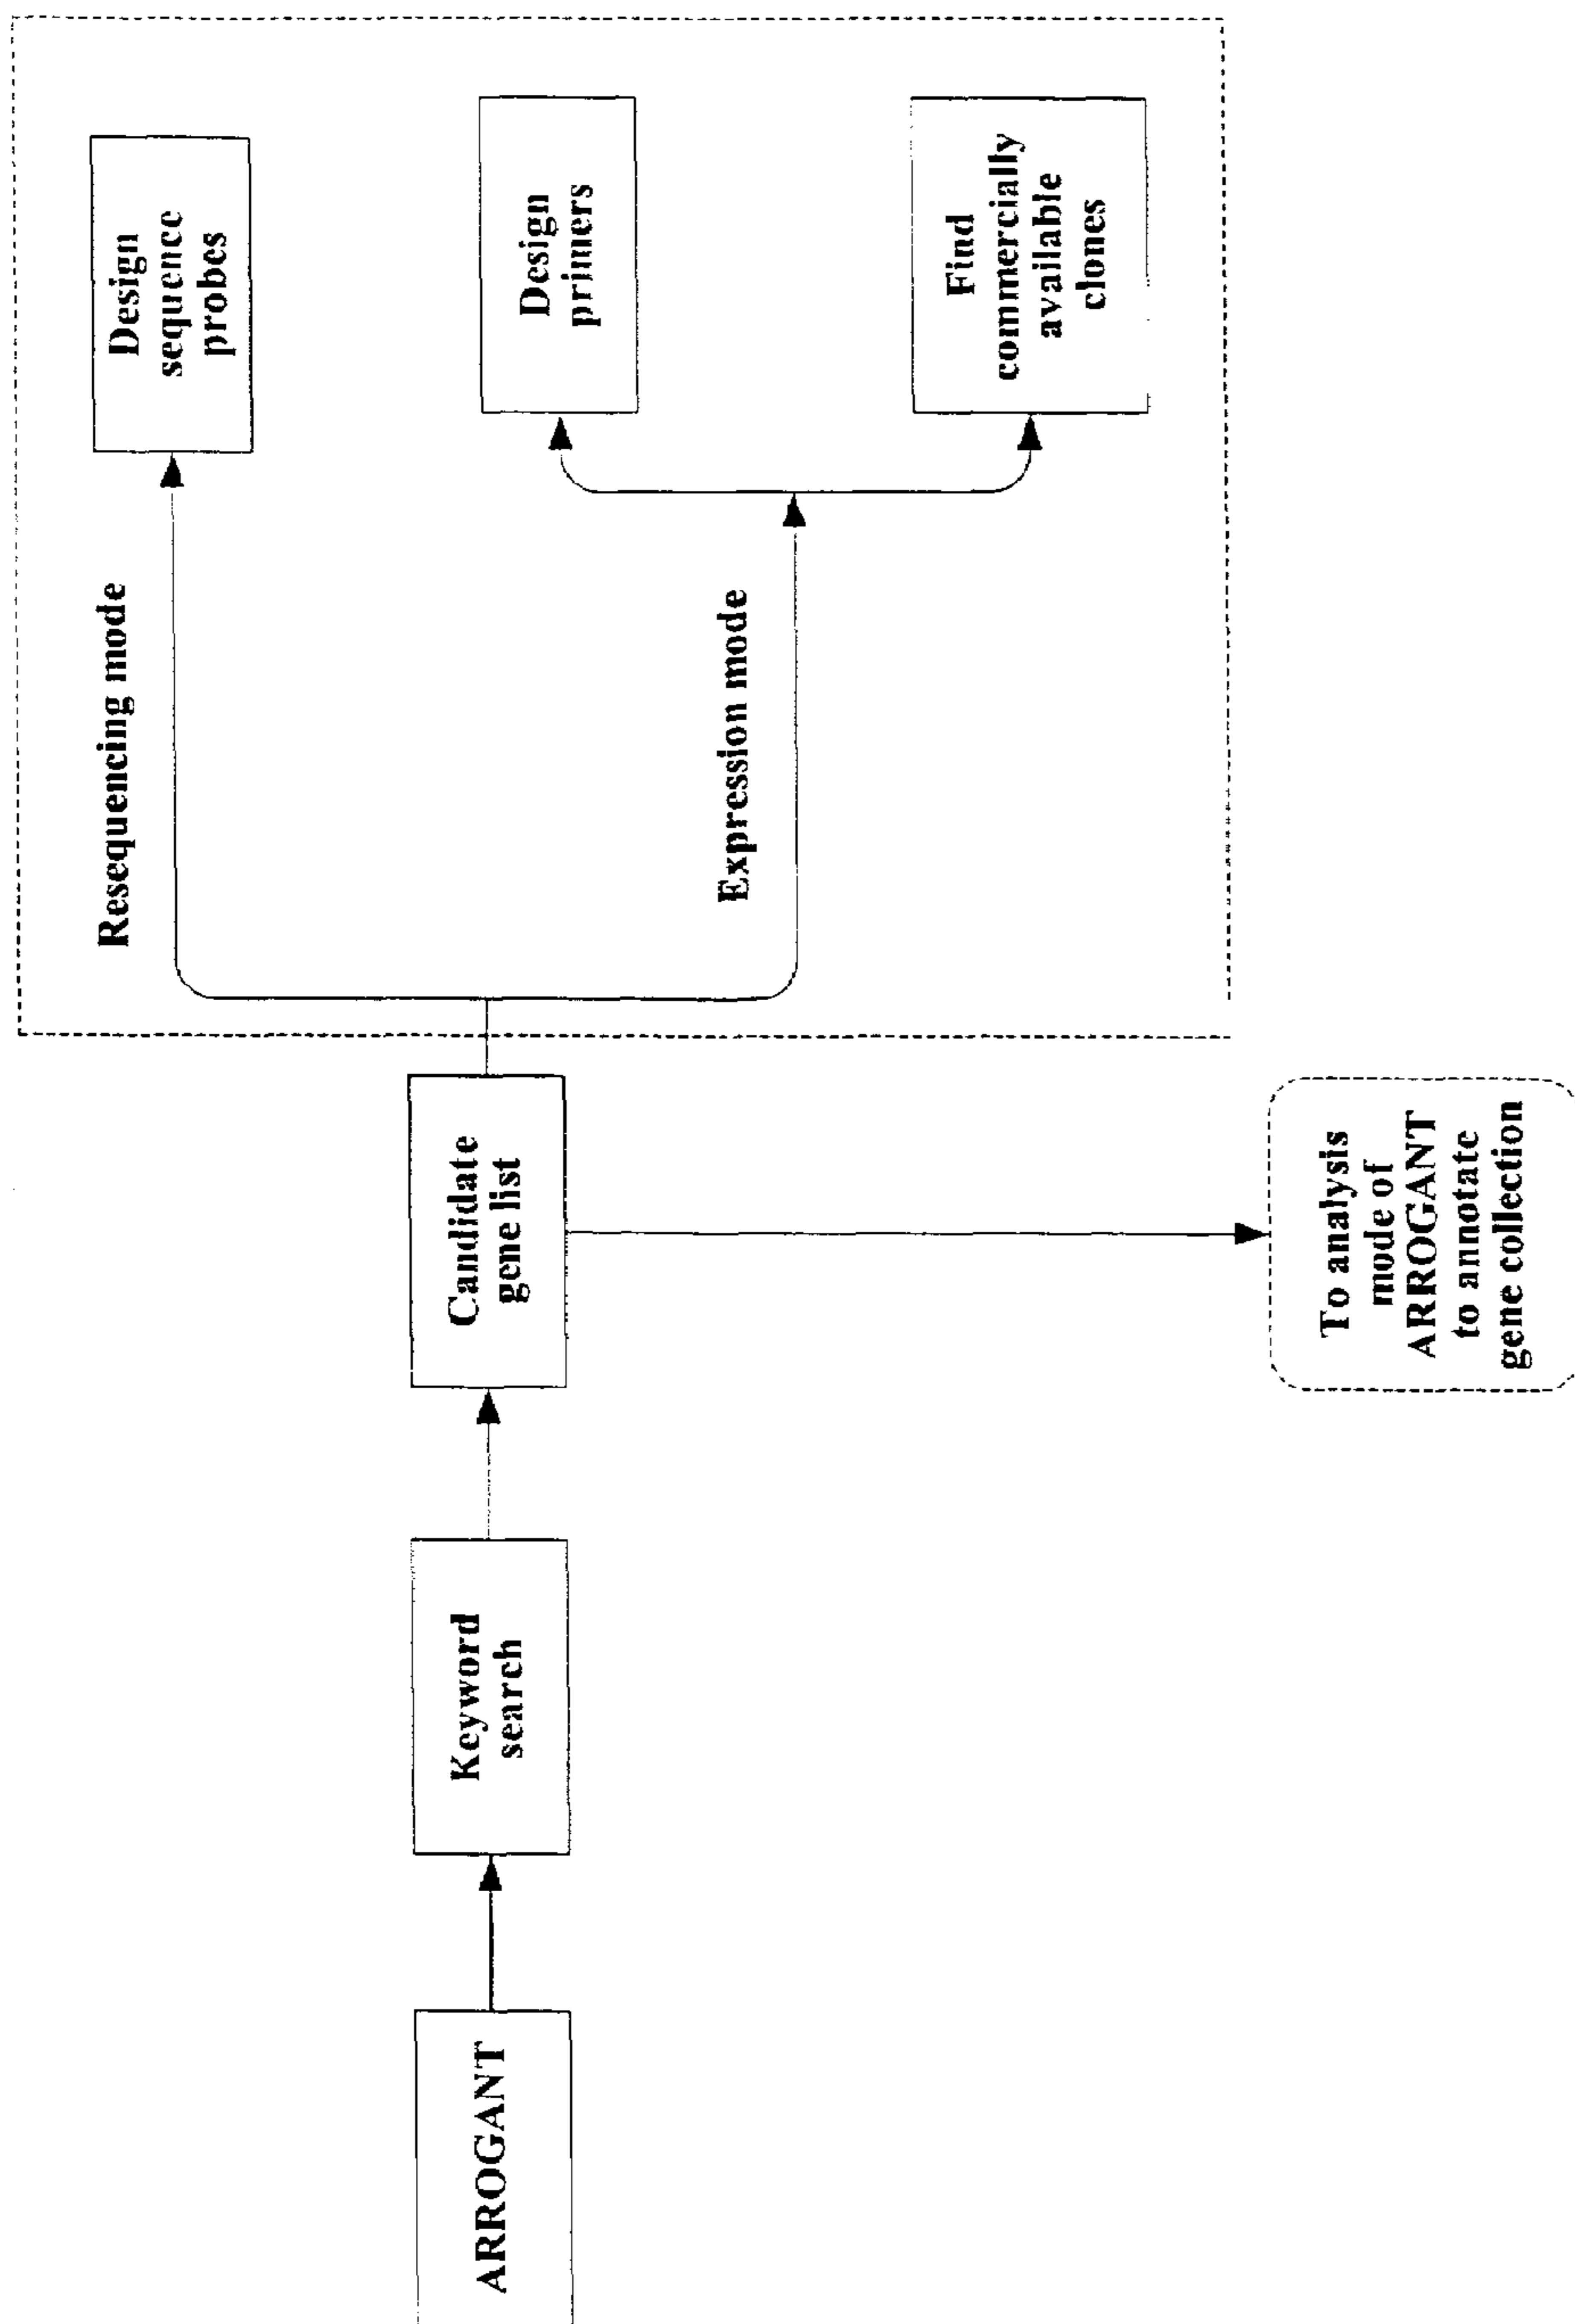 ARROGANT
Keyword
search
Candidate
gene list
Resequencing mode
Design
sequence
probes
Expression mode
Design
primers
Find
commercially
available
clones
To analysis
mode of
ARROGANT
to annotate
gene collection